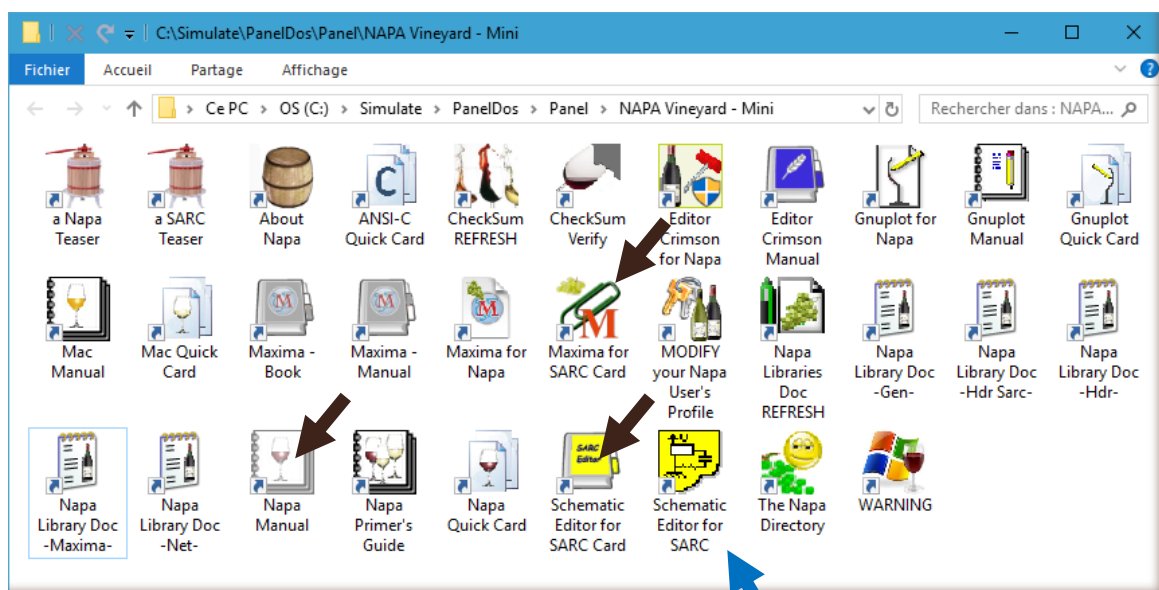 C:\Simulate\PanelDos\Panel\NAPA Vineyard - Mini
Fichier Accueil Partage Affichage
Ce PC > OS (C:) > Simulate > PanelDos > Panel > NAPA Vineyard - Mini
Rechercher dans : NAPA...
a Napa Teaser
a SARC Teaser
About Napa
ANSI-C Quick Card
CheckSum REFRESH
CheckSum Verify
Editor Crimson for Napa
Editor Crimson Manual
Gnuplot for Napa
Gnuplot Manual
Gnuplot Quick Card
Mac Manual
Mac Quick Card
Maxima - Book
Maxima - Manual
Maxima for Napa
Maxima for SARC Card
MODIFY your Napa User's Profile
Napa Libraries Doc REFRESH
Napa Library Doc -Gen-
Napa Library Doc -Hdr Sarc-
Napa Library Doc -Hdr-
Napa Library Doc -Maxima-
Napa Library Doc -Net-
Napa Manual
Napa Primer's Guide
Napa Quick Card
SARC Editor
Schematic Editor for SARC Card
Schematic Editor for SARC
The Napa Directory
WARNING